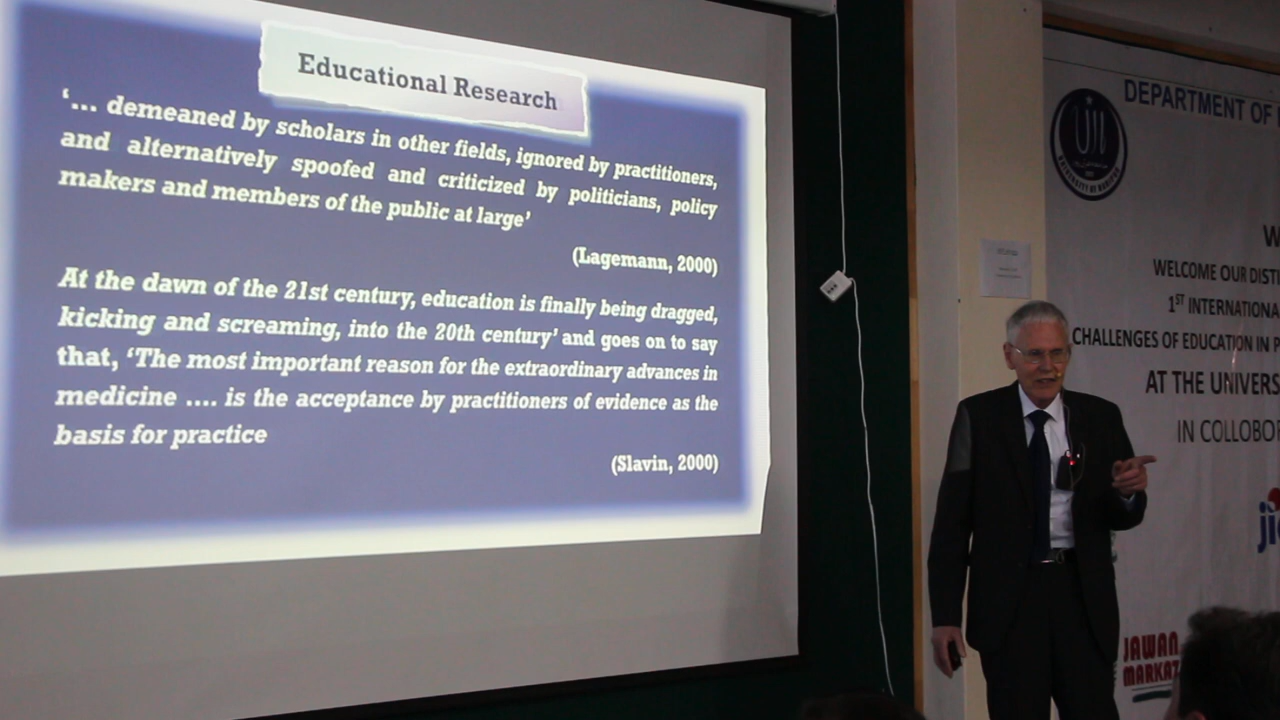 Educational Research
‘... demeaned by scholars in other fields, ignored by practitioners,
and alternatively spoofed and criticized by politicians, policy
makers and members of the public at large’
(Lagemann, 2000)
At the dawn of the 21st century, education is finally being dragged,
kicking and screaming, into the 20th century’ and goes on to say
that, ‘The most important reason for the extraordinary advances in
medicine .... is the acceptance by practitioners of evidence as the
basis for practice
(Slavin, 2000)
DEPARTMENT OF
WELCOME OUR DISTI
1ST INTERNATIONA
CHALLENGES OF EDUCATION IN P
AT THE UNIVERS
IN COLLOBO
JAWAN
MARKAZ